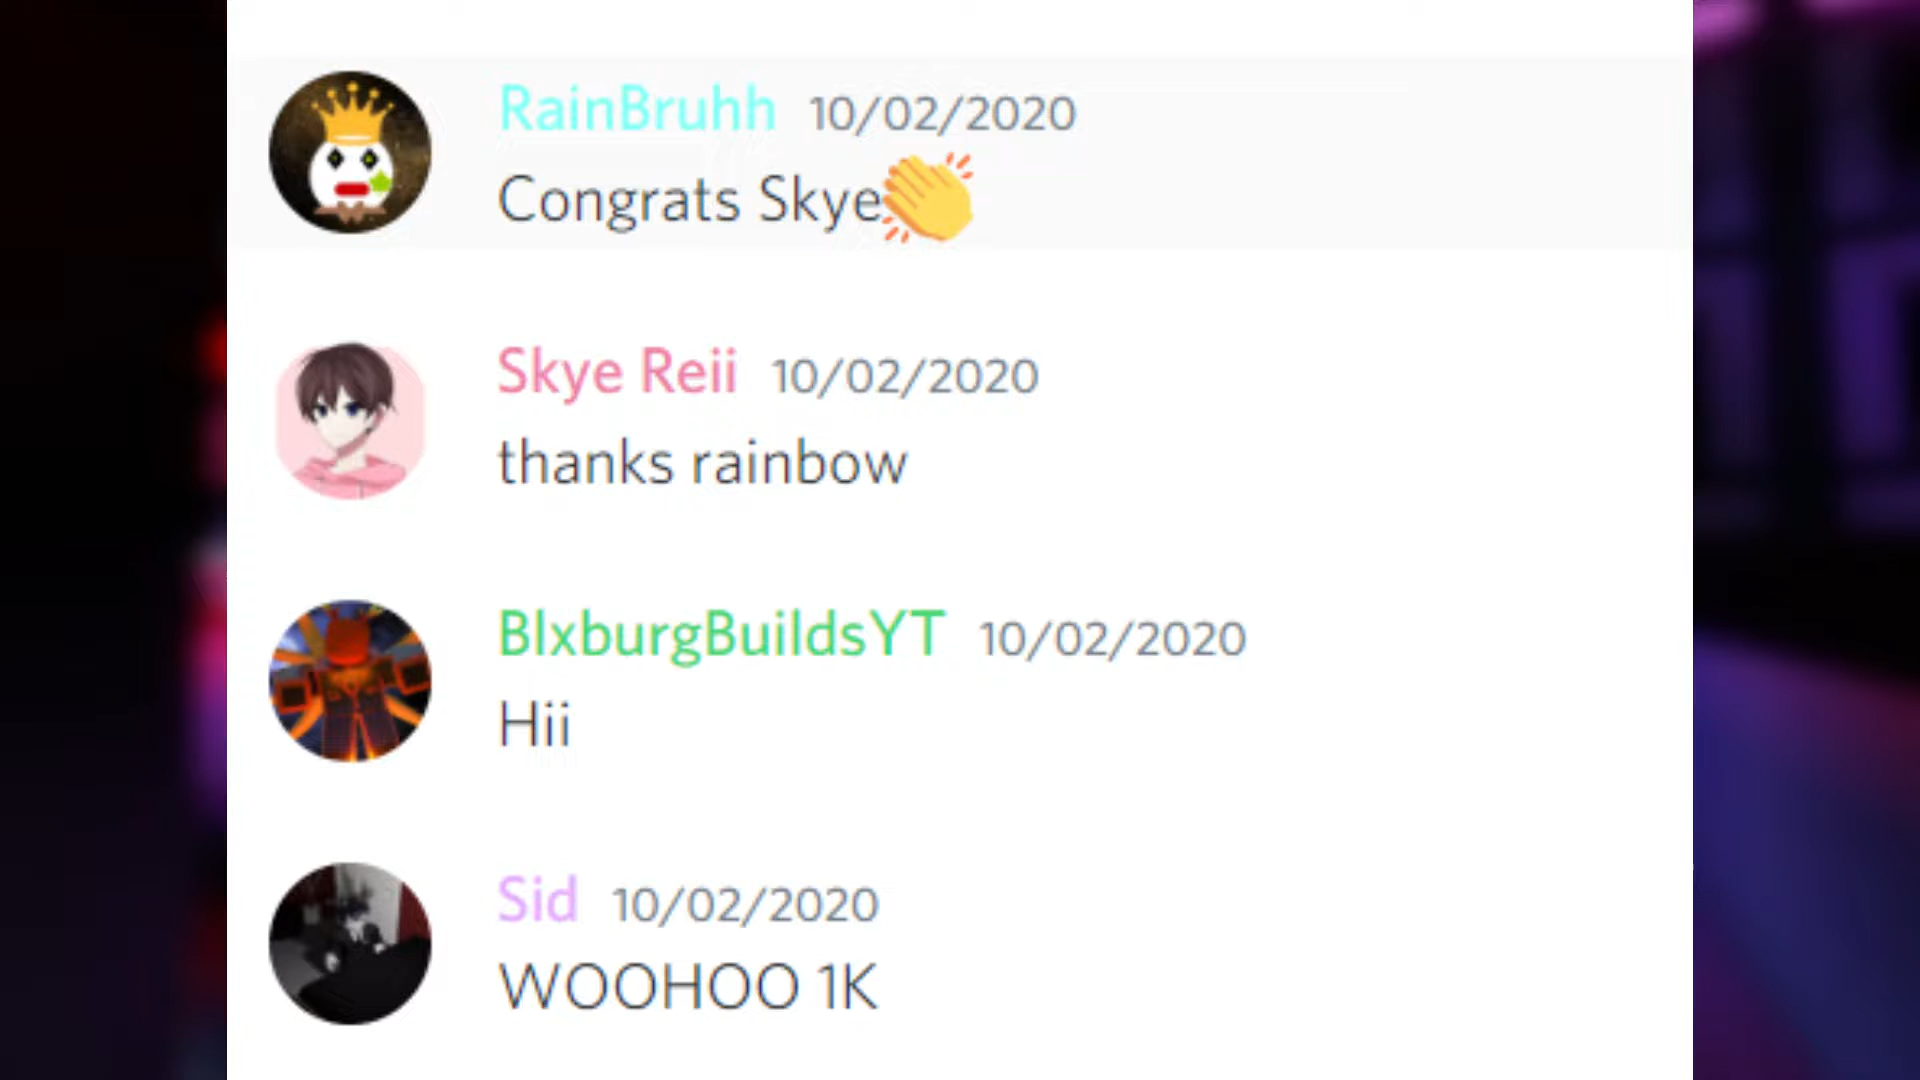 RainBruhh 10/02/2020
Congrats Skye👏
Skye Reii 10/02/2020
thanks rainbow
BlxburgBuildsYT 10/02/2020
Hii
Sid 10/02/2020
WOOHOO 1K